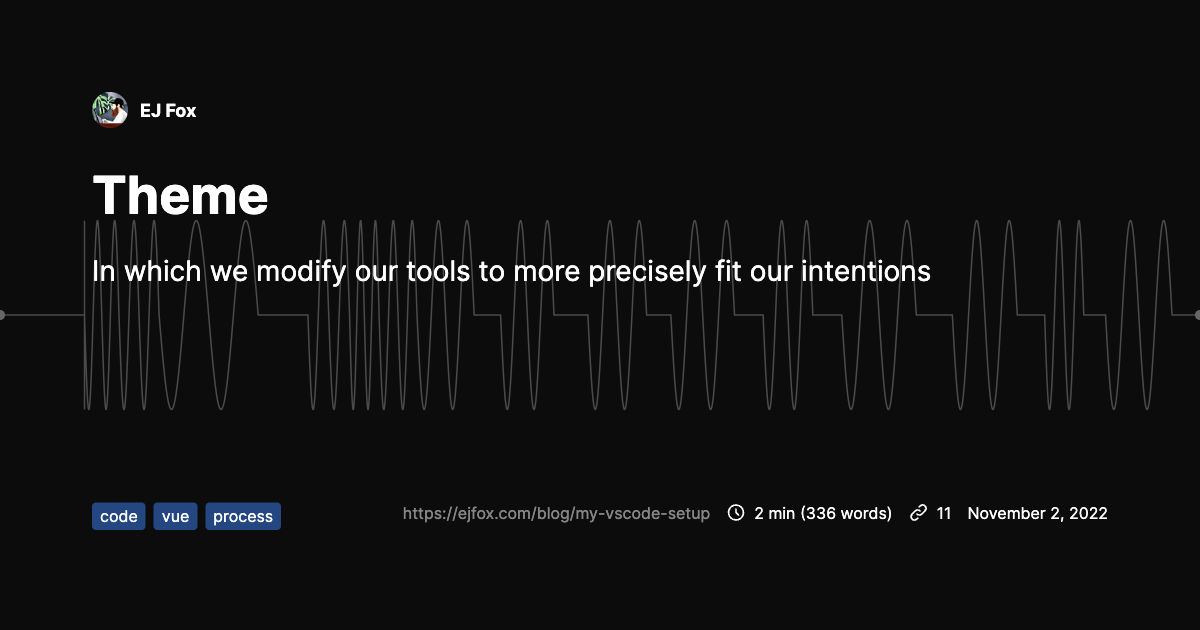 EJ Fox
Theme
In which we modify our tools to more precisely fit our intentions
code vue process https://ejfox.com/blog/my-vscode-setup 2 min (336 words) 11 November 2, 2022